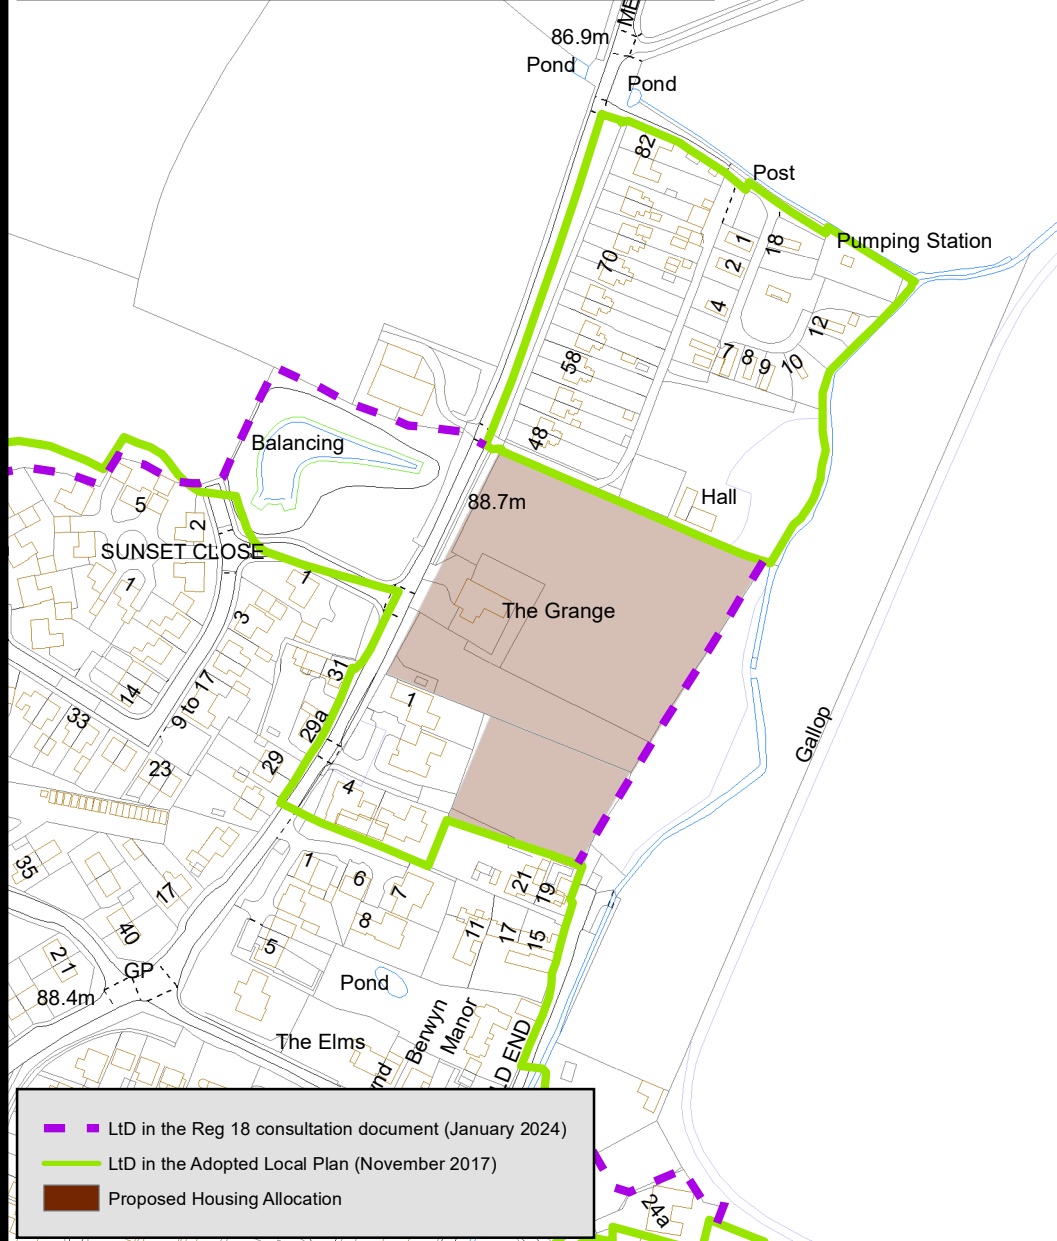 86.9m
Pond
Pond
82
Post
1
18
Pumping Station
2
70
4
12
7
8
9
10
58
48
Balancing
88.7m
Hall
5
2
SUNSET CLOSE
1
1
3
The Grange
31
14
9 to 17
1
33
29a
Gallop
29
23
4
35
1
6
7
21
19
17
8
11
17
15
40
5
21
GP
88.4m
Pond
The Elms
Berwyn
Manor
LtD in the Reg 18 consultation document (January 2024)
LtD in the Adopted Local Plan (November 2017)
Proposed Housing Allocation
24a